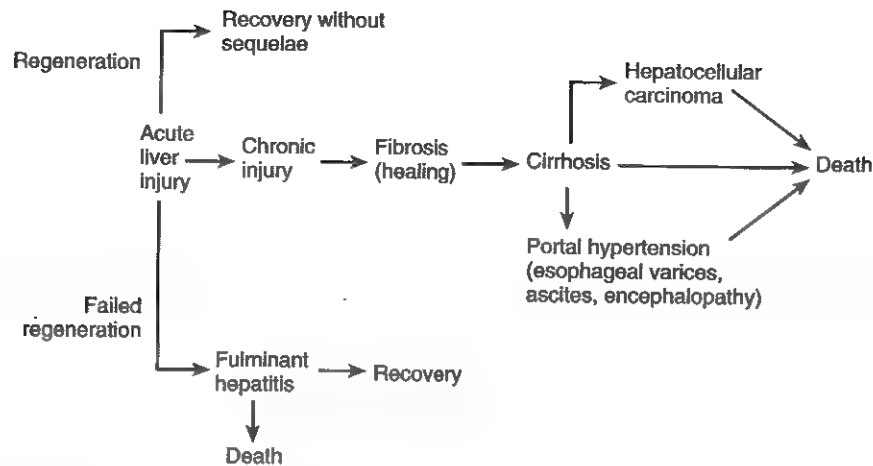 Recovery without
sequelae
Regeneration
Hepatocellular
carcinoma
Acute
liver
injury
Chronic
injury
Fibrosis
(healing)
Cirrhosis
Death
Portal hypertension
(esophageal varices,
ascites, encephalopathy)
Failed
regeneration
Fulminant
hepatitis
Recovery
Death